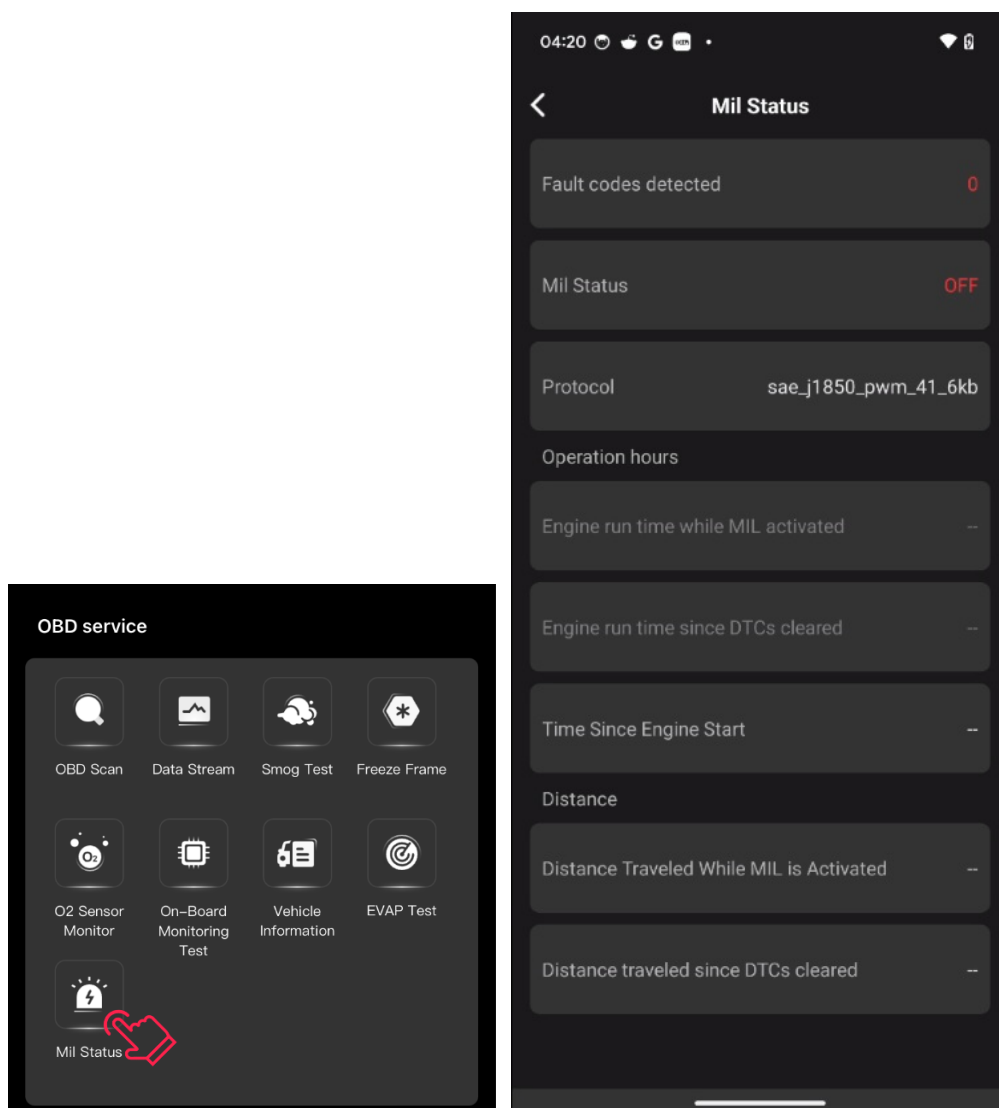 OBD service
OBD Scan
Data Stream
Smog Test
Freeze Frame
O2 Sensor
Monitor
On-Board
Monitoring
Test
Vehicle
Information
EVAP Test
Mil Status
04:20
Mil Status
Fault codes detected 0
Mil Status OFF
Protocol sae_j1850_pwm_41_6kb
Operation hours
Engine run time while MIL activated --
Engine run time since DTCs cleared --
Time Since Engine Start --
Distance
Distance Traveled While MIL is Activated --
Distance traveled since DTCs cleared --